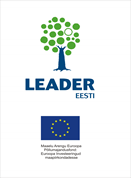 LEADER
EESTI
Maaelu Arengu Euroopa
Põllumajandusfond:
Euroopa Investeeringud
maapiirkondadesse